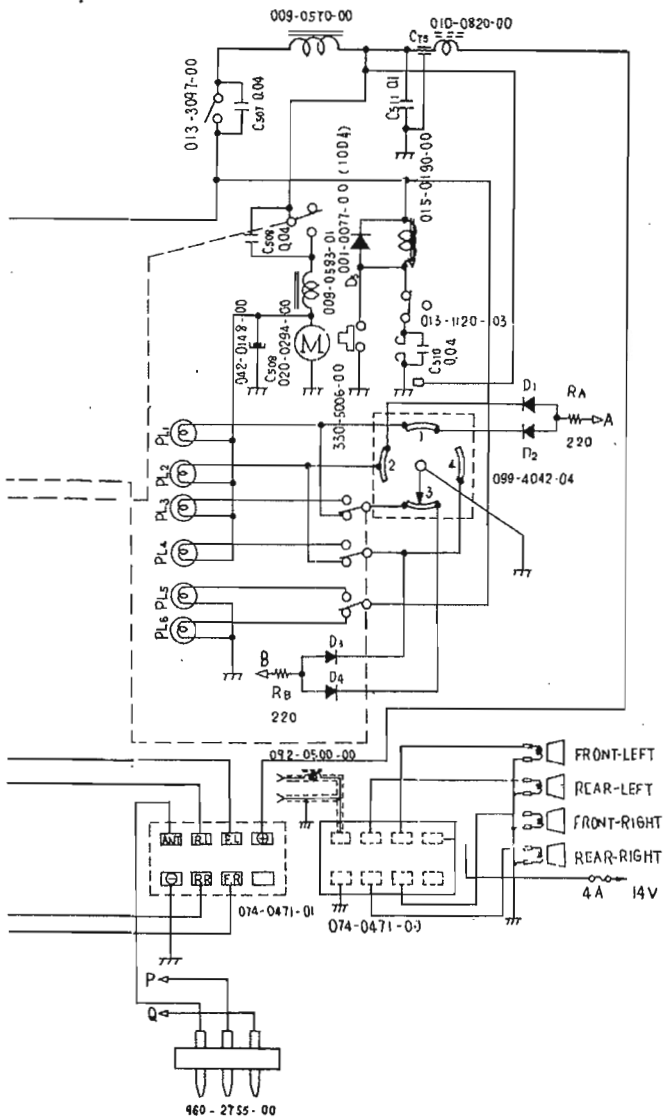 009-0570-00
010-0820-00
CT5
013-3097-00
C507 0.04
C511 0.1
015-0190-00
001-0077-00 (10DA)
C509
0.04
009-0593-01
D5
013-1120-03
C510
0.04
042-0148-00
C508
020-0294-00
M
3301-5006-00
D1
RA
A
220
D2
099-4042-04
PL1
PL2
PL3
PL4
PL5
PL6
1
2
3
4
D3
B
D4
RB
220
092-0500-00
FRONT-LEFT
REAR-LEFT
FRONT-RIGHT
REAR-RIGHT
ANT RL FL ⊕
⊖ RR FR
074-0471-01
074-0471-00
4A 14V
P
Q
960-2755-00